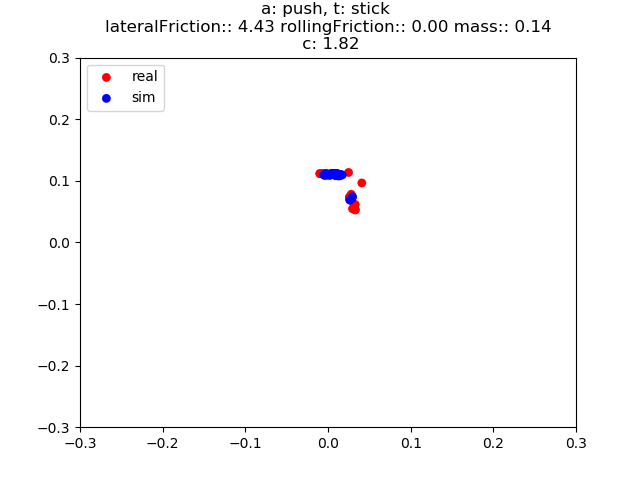 a: push, t: stick
lateralFriction:: 4.43 rollingFriction:: 0.00 mass:: 0.14
c: 1.82
real
sim
0.3
0.2
0.1
0.0
−0.1
−0.2
−0.3
−0.3 −0.2 −0.1 0.0 0.1 0.2 0.3